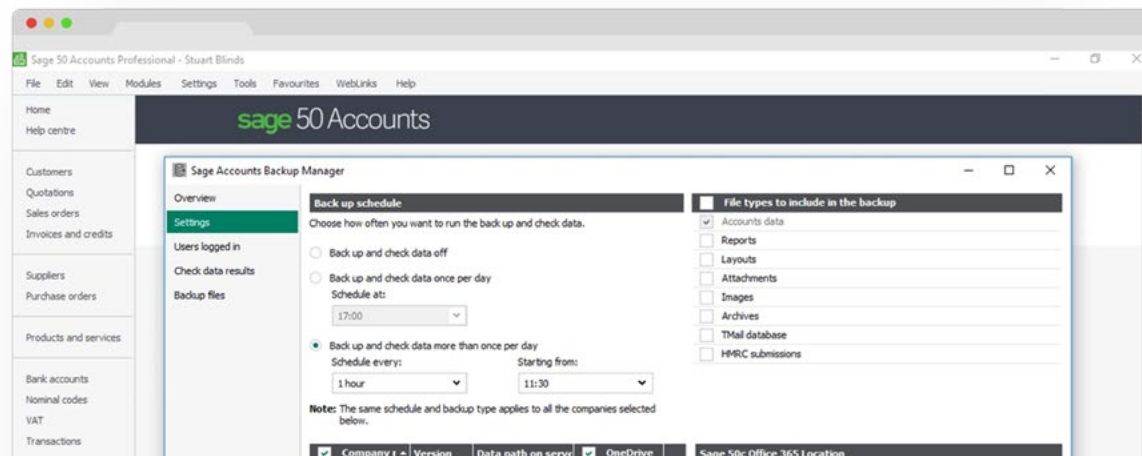 Sage 50 Accounts Professional - Stuart Blinds
File Edit View Modules Settings Tools Favourites WebLinks Help
Home
Help centre
sage 50 Accounts
Customers
Quotations
Sales orders
Invoices and credits
Suppliers
Purchase orders
Products and services
Bank accounts
Nominal codes
VAT
Transactions
Sage Accounts Backup Manager
Overview
Settings
Users logged in
Check data results
Backup files
Back up schedule
Choose how often you want to run the back up and check data.
Back up and check data off
Back up and check data once per day
Schedule at:
17:00
Back up and check data more than once per day
Schedule every: Starting from:
1 hour 11:30
Note: The same schedule and backup type applies to all the companies selected
below.
File types to include in the backup
Accounts data
Reports
Layouts
Attachments
Images
Archives
TMail database
HMRC submissions
Company Version Data path on serve OneDrive
Sage 50c Office 365 Location